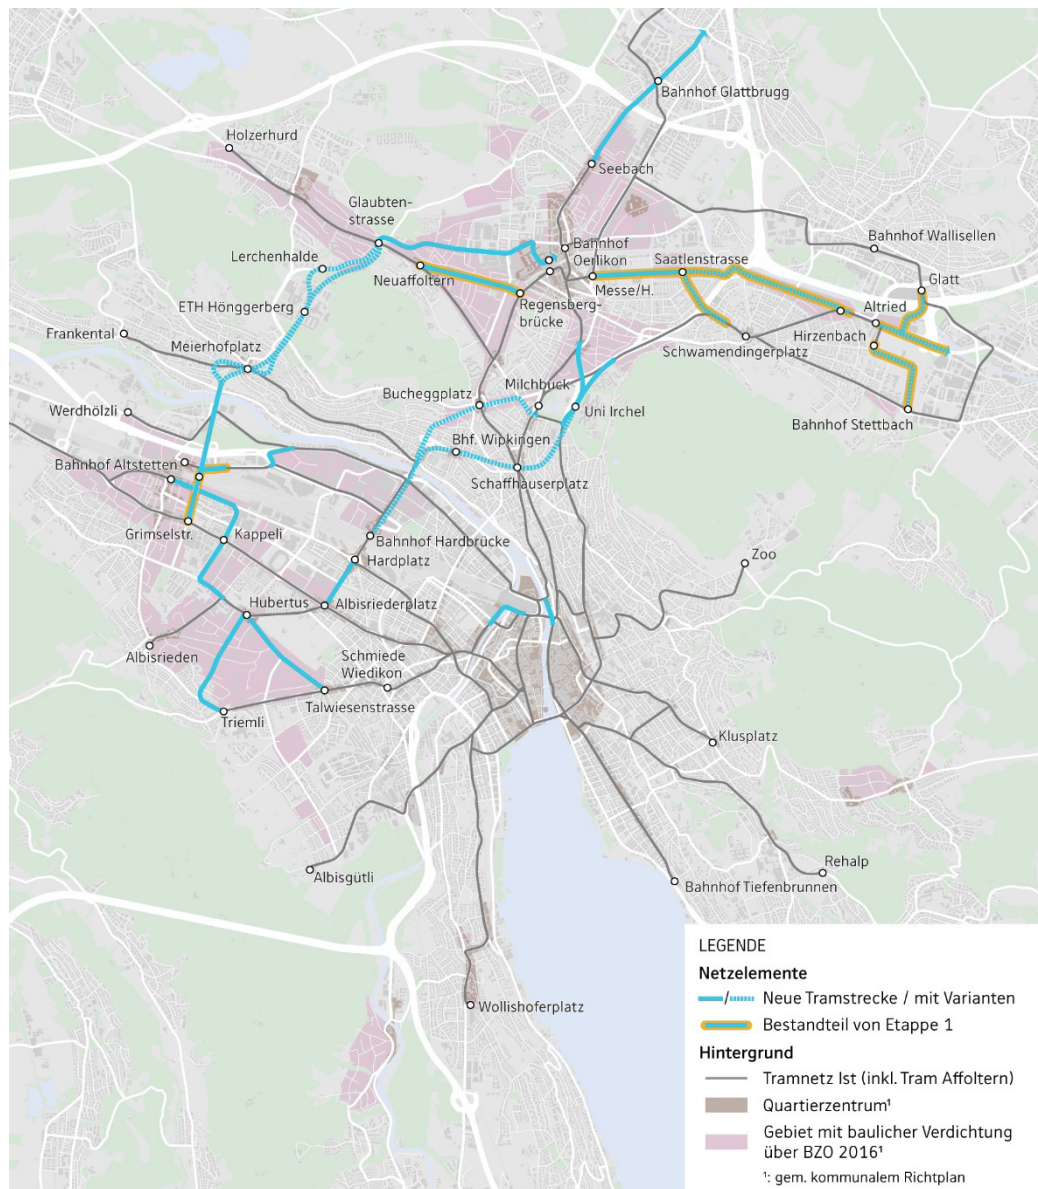 Bahnhof Glattbrugg
Holzerhurd
Seebach
Glaubten-
strasse
Bahnhof Wallisellen
Bahnhof
Oerlikon
Lerchenhalde
Saatlenstrasse
Neuaffoltern
Glatt
Messe/H.
ETH Hönggerberg
Regensberg-
brücke
Altried
Frankental
Hirzenbach
Meierhofplatz
Schwamendingerplatz
Bucheggplatz
Milchbuck
Werdhölzli
Uni Irchel
Bahnhof Stettbach
Bhf. Wipkingen
Bahnhof Altstetten
Schaffhauserplatz
Grimselstr.
Kappeli
Bahnhof Hardbrücke
Hardplatz
Zoo
Hubertus
Albisriederplatz
Albisrieden
Schmiede
Wiedikon
Triemli
Talwiesenstrasse
Klusplatz
Albisgütli
Rehalp
Bahnhof Tiefenbrunnen
Wollishoferplatz
LEGENDE
Netzelemente
/ Neue Tramstrecke / mit Varianten
Bestandteil von Etappe 1
Hintergrund
Tramnetz Ist (inkl. Tram Affoltern)
Quartierzentrum¹
Gebiet mit baulicher Verdichtung
über BZO 2016¹
¹: gem. kommunalem Richtplan